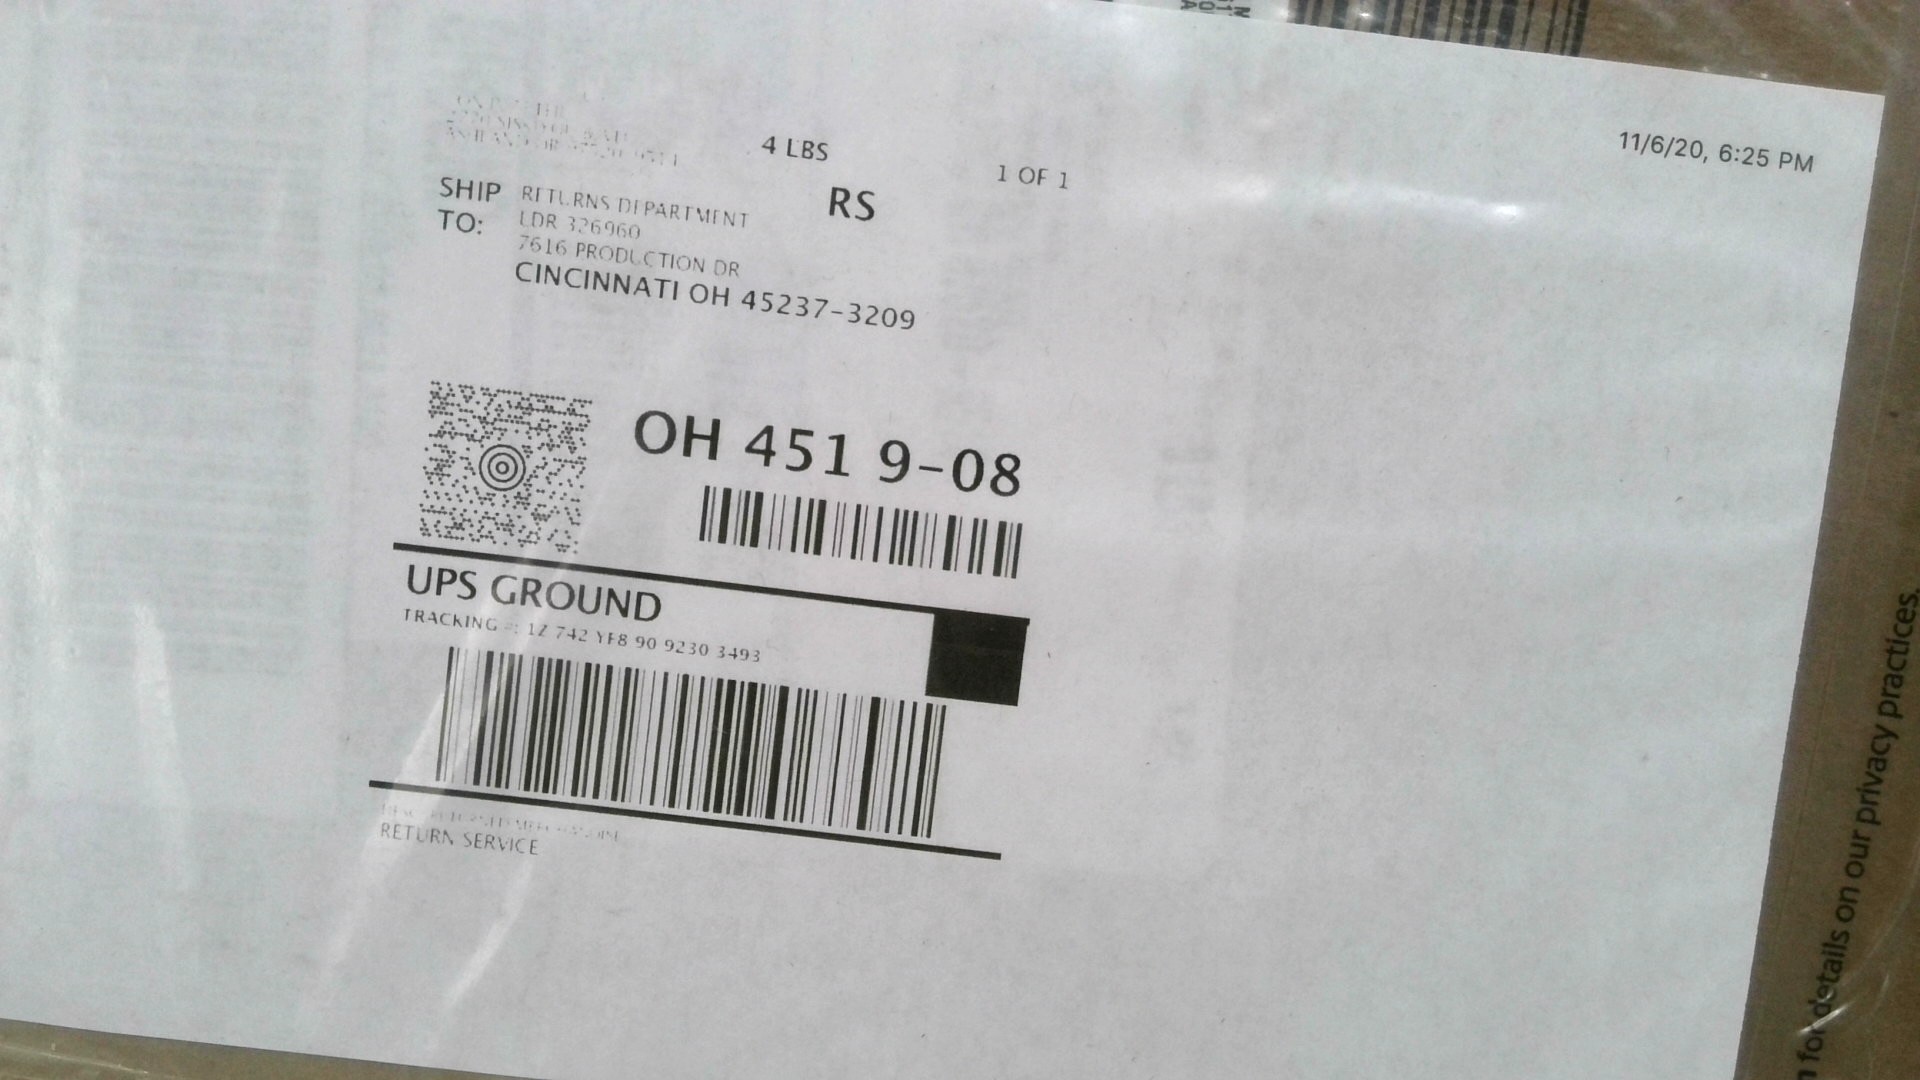 11/6/20, 6:25 PM
4 LBS
1 OF 1
RS
SHIP TO:
RETURNS DEPARTMENT
LDR 326960
7616 PRODUCTION DR
CINCINNATI OH 45237-3209
OH 451 9-08
UPS GROUND
TRACKING #: 1Z 742 YF8 90 9230 3493
RETURN SERVICE
for details on our privacy practices.